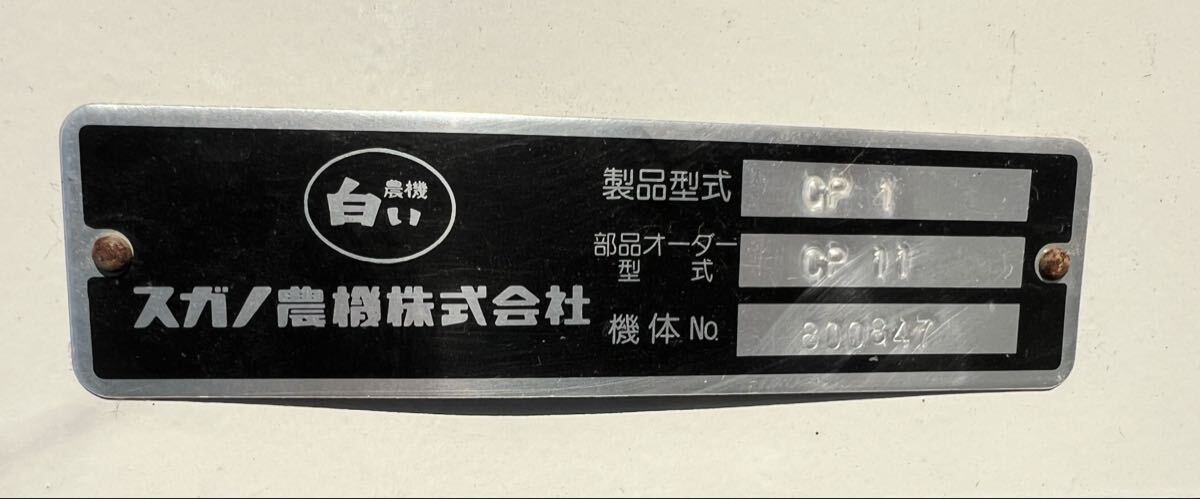 農機
白い
スガノ農機株式会社
製品型式 CP 1
部品オーダー
型式 CP 11
機体No. 800847